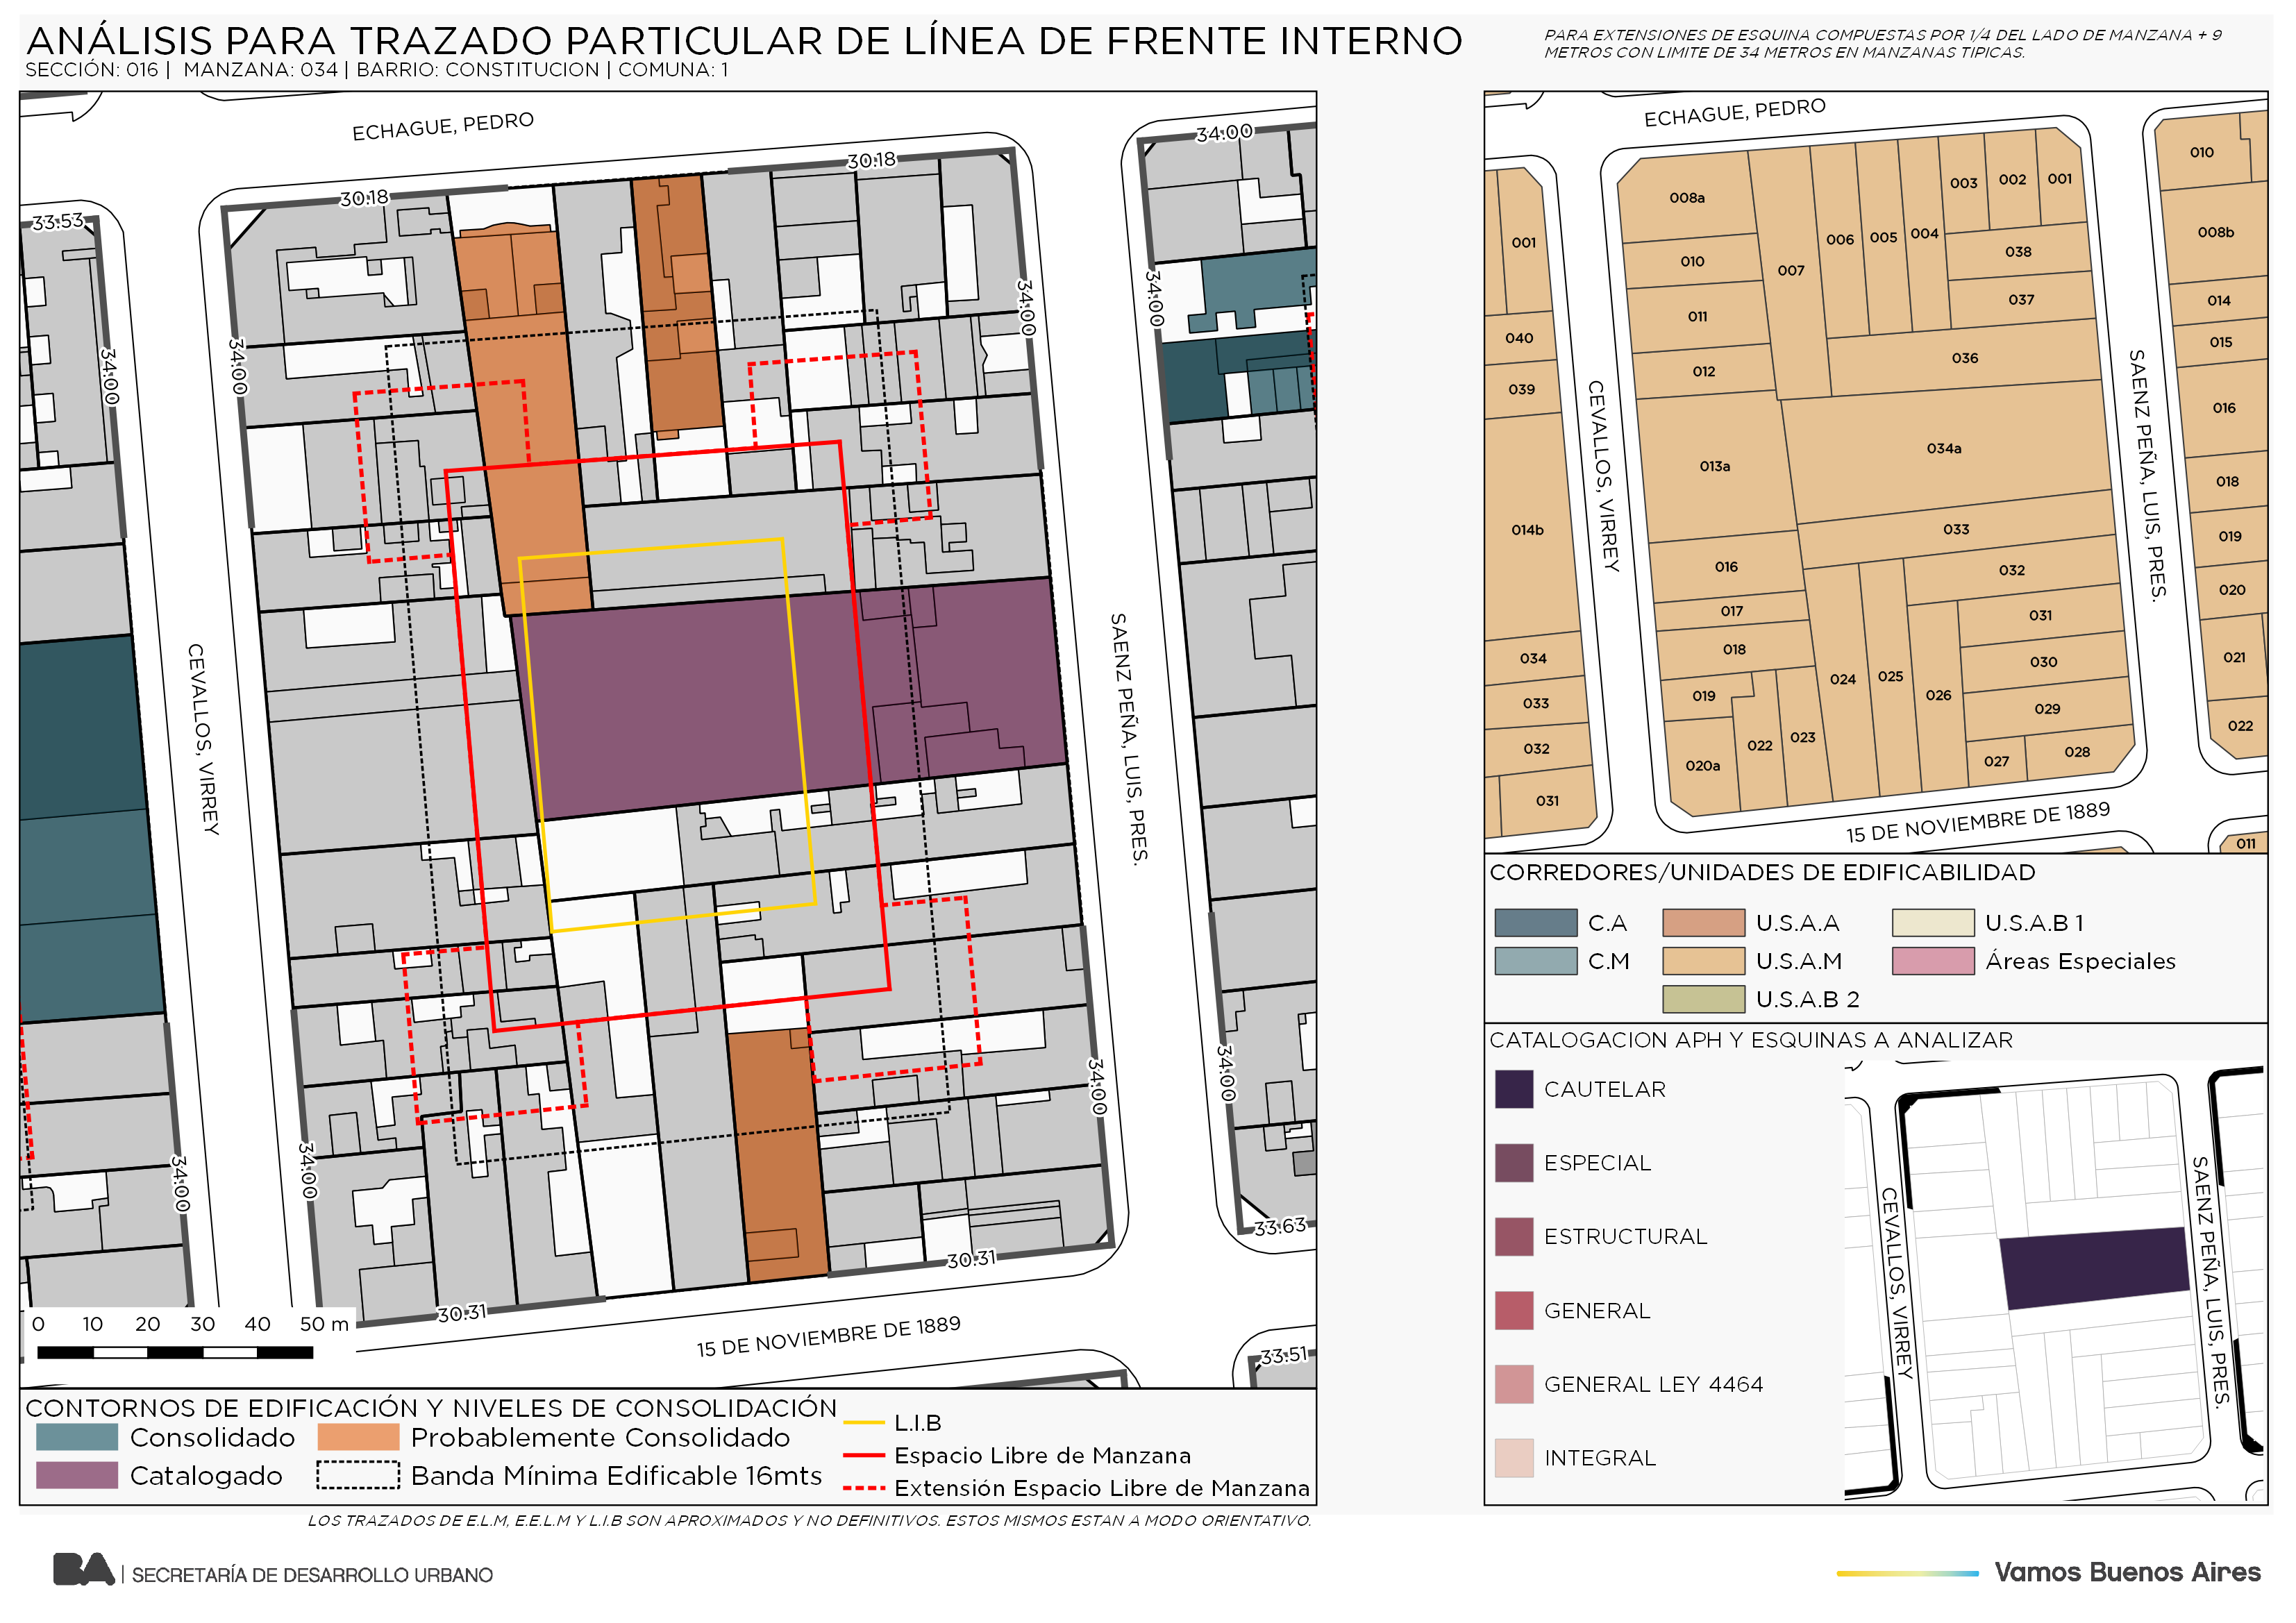 ANÁLISIS PARA TRAZADO PARTICULAR DE LÍNEA DE FRENTE INTERNO
SECCIÓN: 016 | MANZANA: 034 | BARRIO: CONSTITUCION | COMUNA: 1
PARA EXTENSIONES DE ESQUINA COMPUESTAS POR 1/4 DEL LADO DE MANZANA + 9
METROS CON LIMITE DE 34 METROS EN MANZANAS TIPICAS.
ECHAGUE, PEDRO
34:00
30.18
30.18
33:53
34:00
34:00
34:00
34:00
CEVALLOS, VIRREY
SAENZ PEÑA, LUIS, PRES.
34:00
34:00
34:00
34:00
33:63
30.31
30.31
15 DE NOVIEMBRE DE 1889
33:51
0 10 20 30 40 50 m
CONTORNOS DE EDIFICACIÓN Y NIVELES DE CONSOLIDACIÓN
Consolidado
Probablemente Consolidado
Catalogado
Banda Mínima Edificable 16mts
L.I.B
Espacio Libre de Manzana
Extensión Espacio Libre de Manzana
LOS TRAZADOS DE E.L.M, E.E.L.M Y L.I.B SON APROXIMADOS Y NO DEFINITIVOS. ESTOS MISMOS ESTAN A MODO ORIENTATIVO.
ECHAGUE, PEDRO
010
008a
003
002
001
001
006
005
004
008b
010
007
038
011
037
014
040
012
036
015
039
016
013a
034a
018
014b
033
019
016
032
020
017
031
034
018
030
021
024
025
033
019
026
029
022
032
022
023
028
020a
027
031
011
CEVALLOS, VIRREY
SAENZ PEÑA, LUIS, PRES.
15 DE NOVIEMBRE DE 1889
CORREDORES/UNIDADES DE EDIFICABILIDAD
C.A
U.S.A.A
U.S.A.B 1
C.M
U.S.A.M
Áreas Especiales
U.S.A.B 2
CATALOGACION APH Y ESQUINAS A ANALIZAR
CAUTELAR
ESPECIAL
ESTRUCTURAL
GENERAL
GENERAL LEY 4464
INTEGRAL
CEVALLOS, VIRREY
SAENZ PEÑA, LUIS, PRES.
BA | SECRETARÍA DE DESARROLLO URBANO
Vamos Buenos Aires